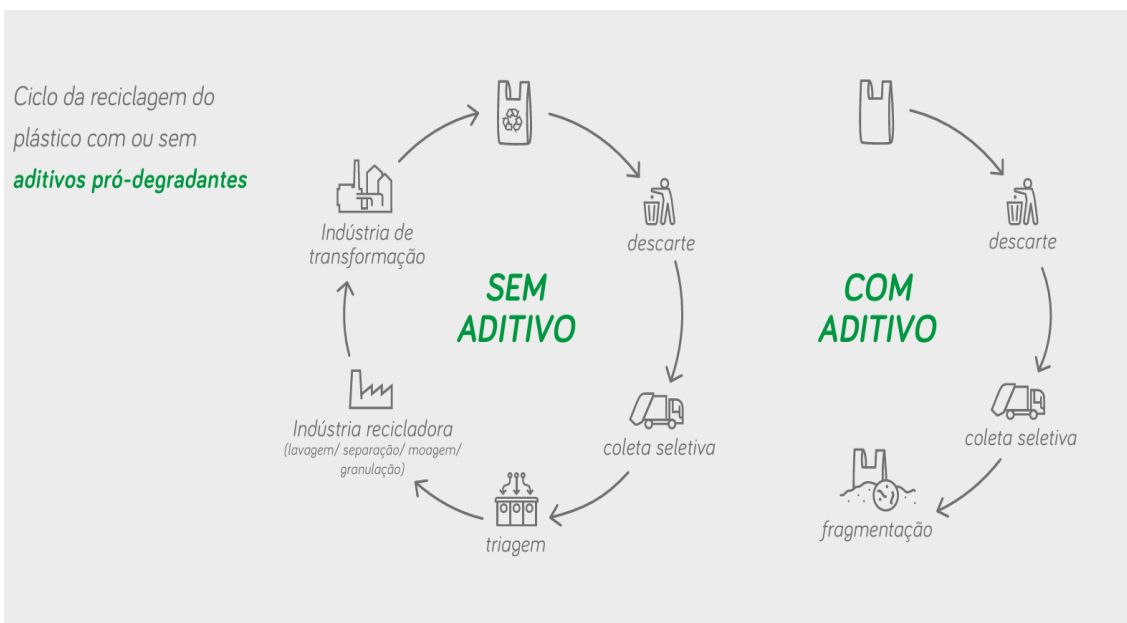 Ciclo da reciclagem do
plástico com ou sem
aditivos pró-degradantes
Indústria de
transformação
descarte
SEM
ADITIVO
Indústria recicladora
(lavagem/ separação/ moagem/
granulação)
coleta seletiva
triagem
descarte
COM
ADITIVO
coleta seletiva
fragmentação